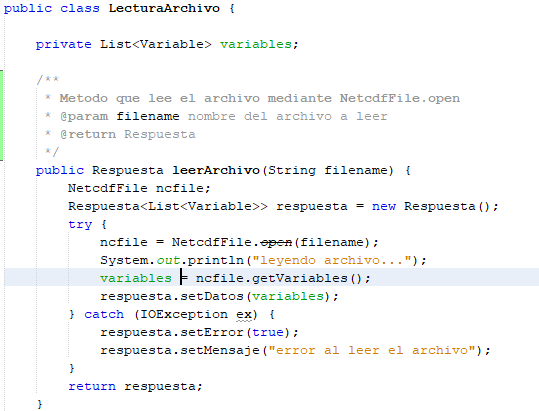 public class LecturaArchivo {
private List<Variable> variables;
/**
* Metodo que lee el archivo mediante NetcdfFile.open
* @param filename nombre del archivo a leer
* @return Respuesta
*/
public Respuesta leerArchivo(String filename) {
NetcdfFile ncfile;
Respuesta<List<Variable>> respuesta = new Respuesta();
try {
ncfile = NetcdfFile.open(filename);
System.out.println("leyendo archivo...");
variables = ncfile.getVariables();
respuesta.setDatos(variables);
} catch (IOException ex) {
respuesta.setError(true);
respuesta.setMensaje("error al leer el archivo");
}
return respuesta;
}